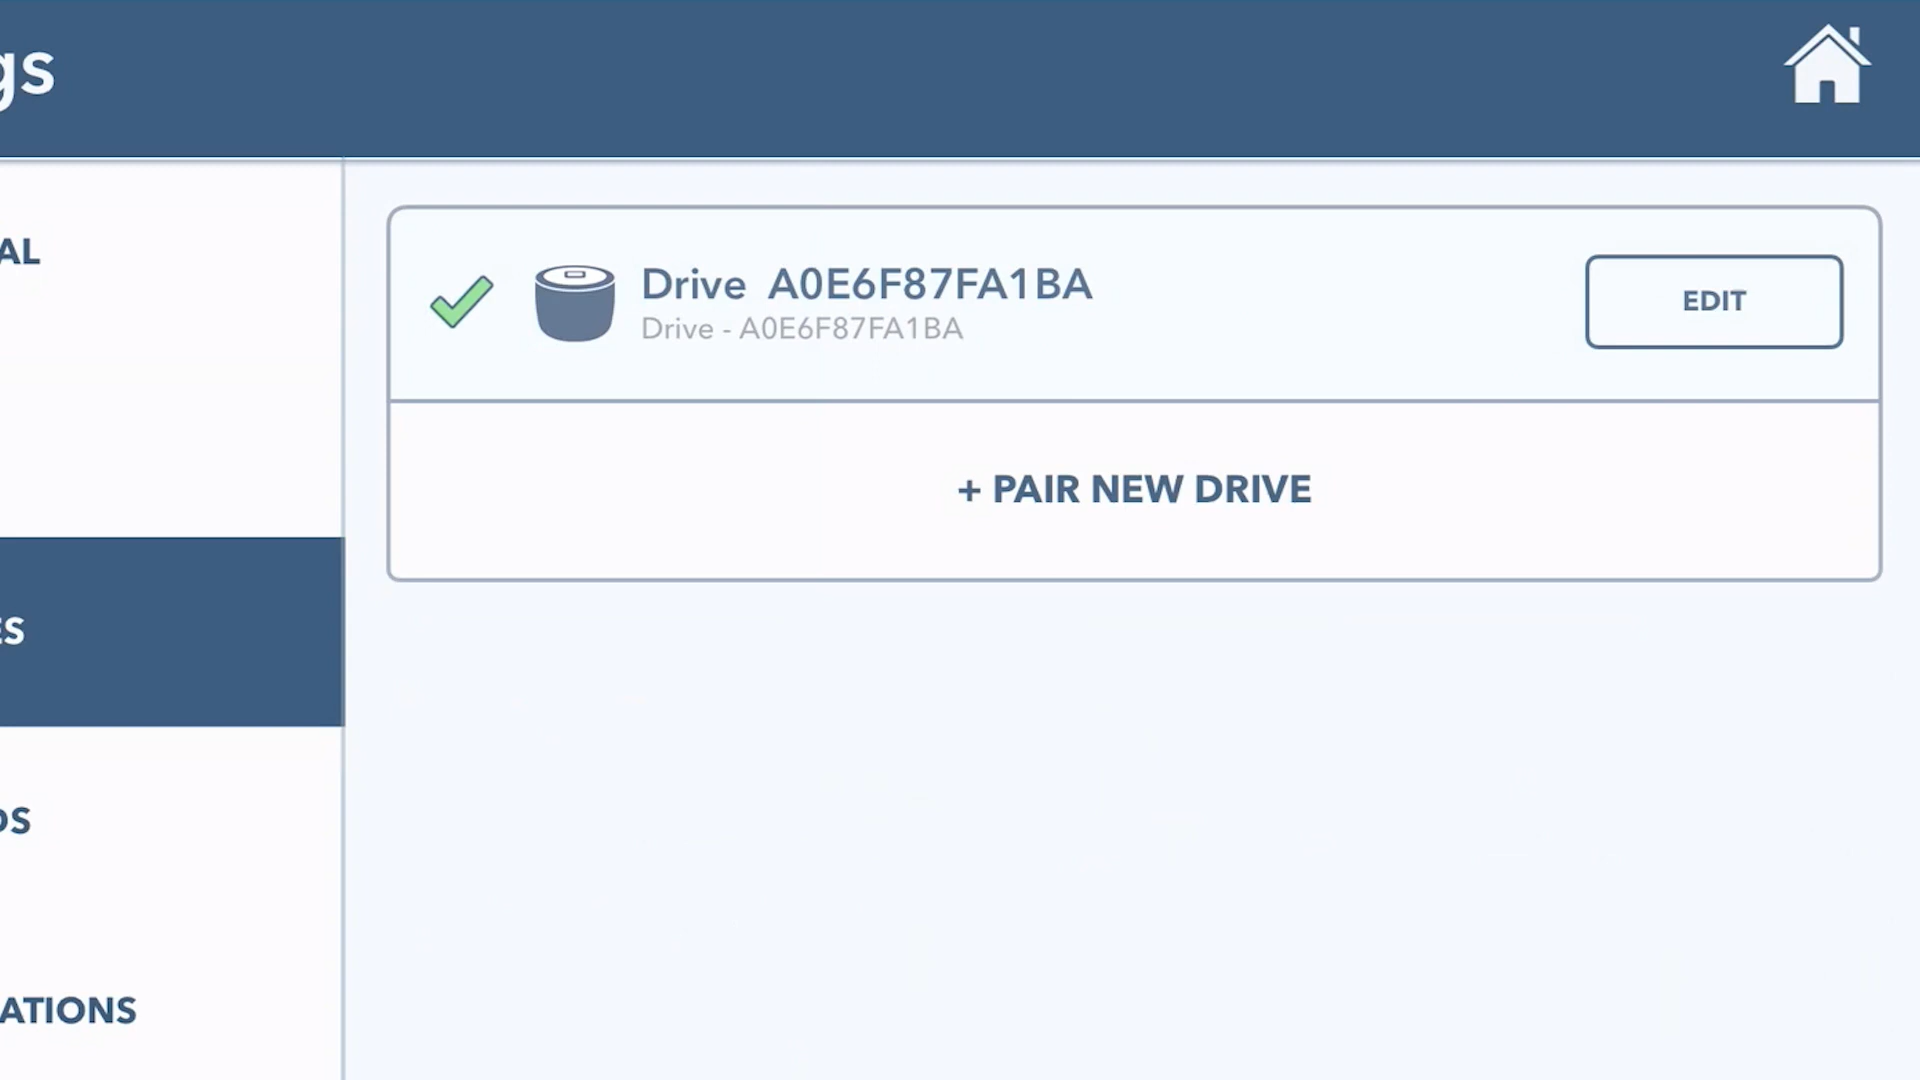 gs
AL
Drive A0E6F87FA1BA
Drive - A0E6F87FA1BA
EDIT
+ PAIR NEW DRIVE
ES
DS
ATIONS